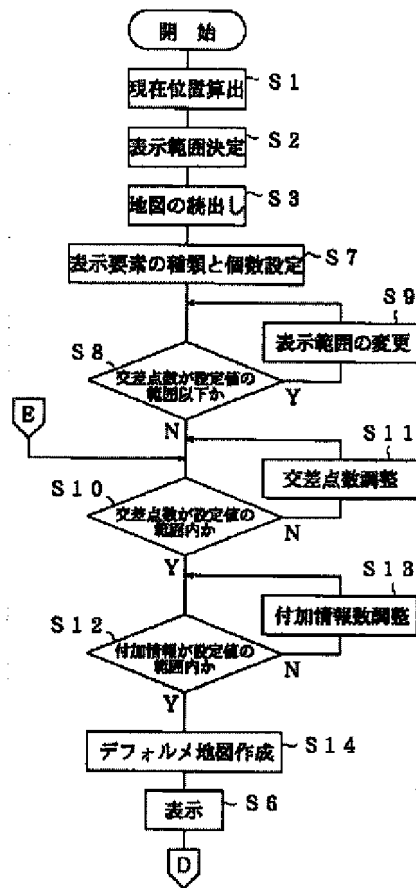 開 始
現在位置算出 S1
表示範囲決定 S2
地図の読出し S3
表示要素の種類と個数設定 S7
S9
表示範囲の変更
S8
交差点数が設定値の
範囲以下か
Y
N
E
S11
交差点数調整
S10
交差点数が設定値の
範囲内か
N
Y
S13
付加情報数調整
S12
付加情報が設定値の
範囲内か
N
Y
デフォルメ地図作成 S14
表示 S6
D